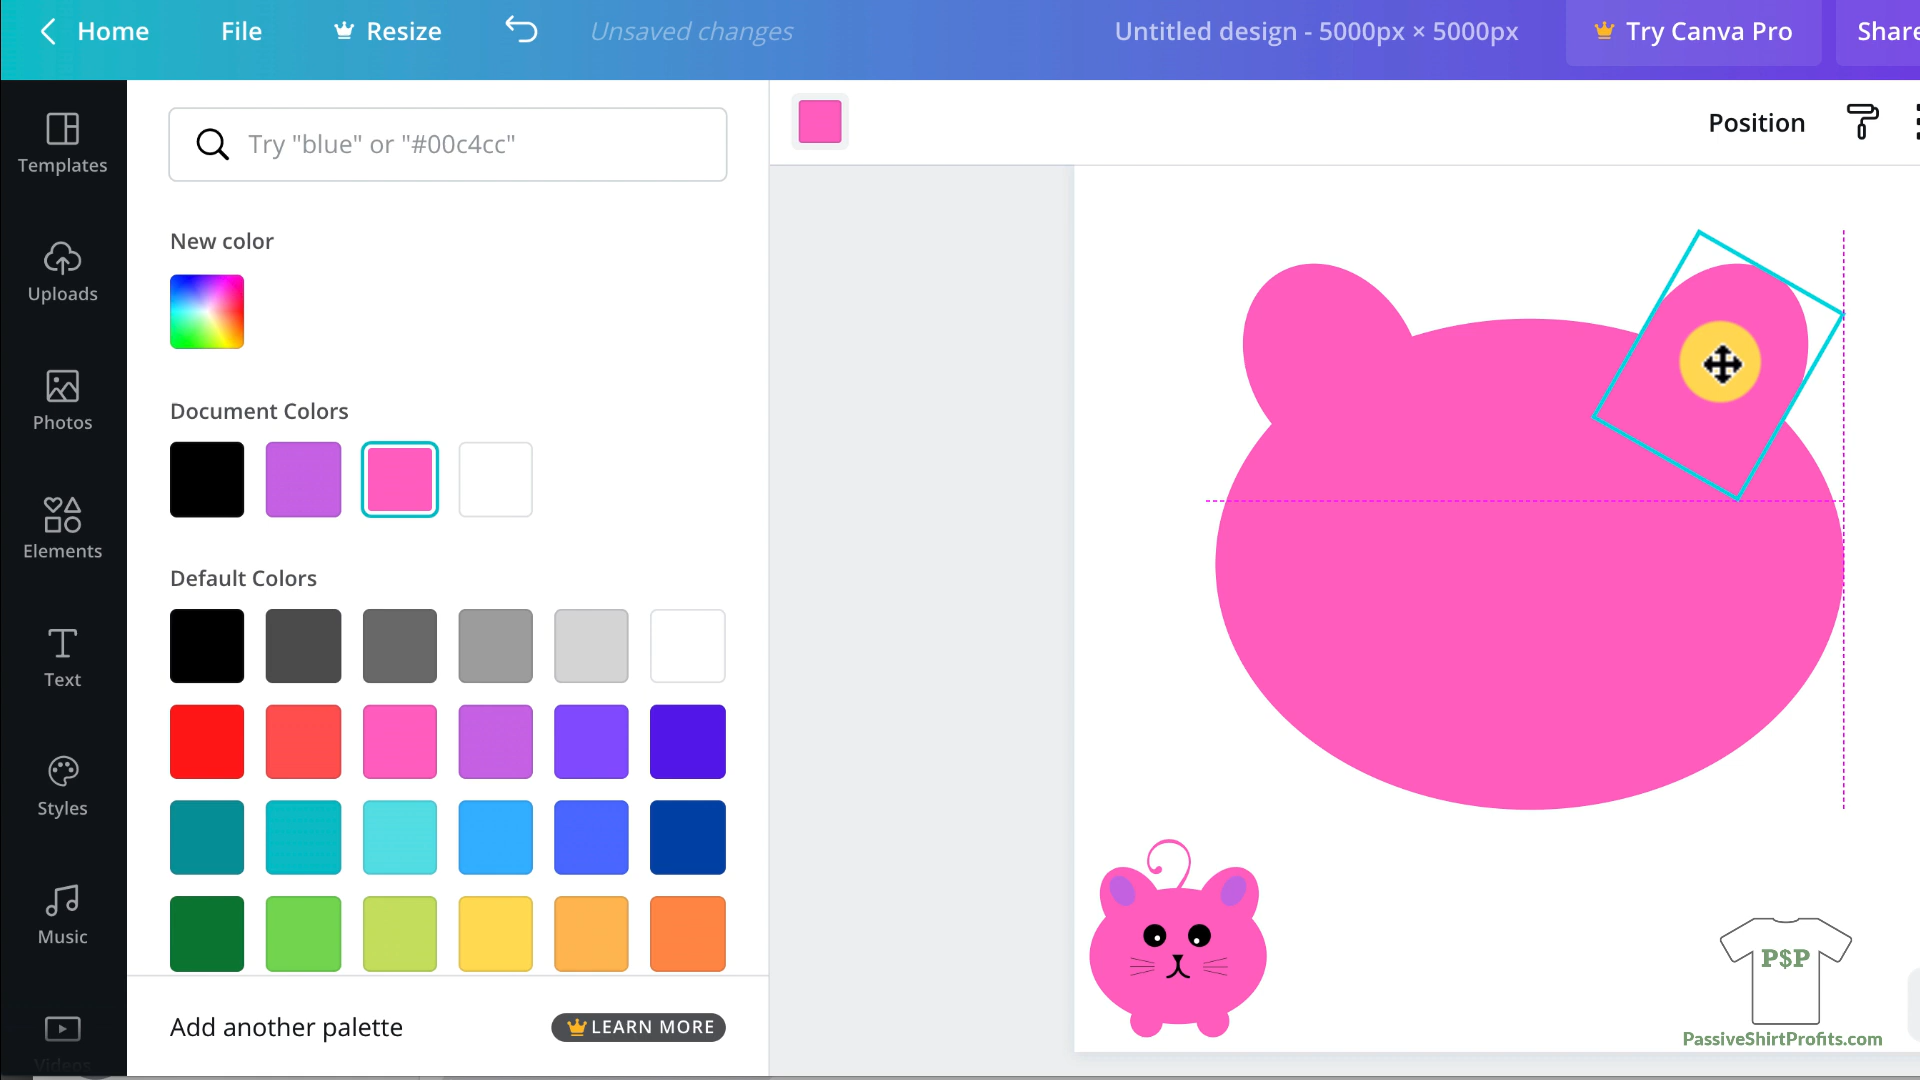 Home
File
Resize
Unsaved changes
Untitled design - 5000px × 5000px
Try Canva Pro
Share
Templates
Uploads
Photos
Elements
Text
Styles
Music
Videos
Try "blue" or "#00c4cc"
New color
Document Colors
Default Colors
Add another palette
LEARN MORE
Position
P$P
PassiveShirtProfits.com